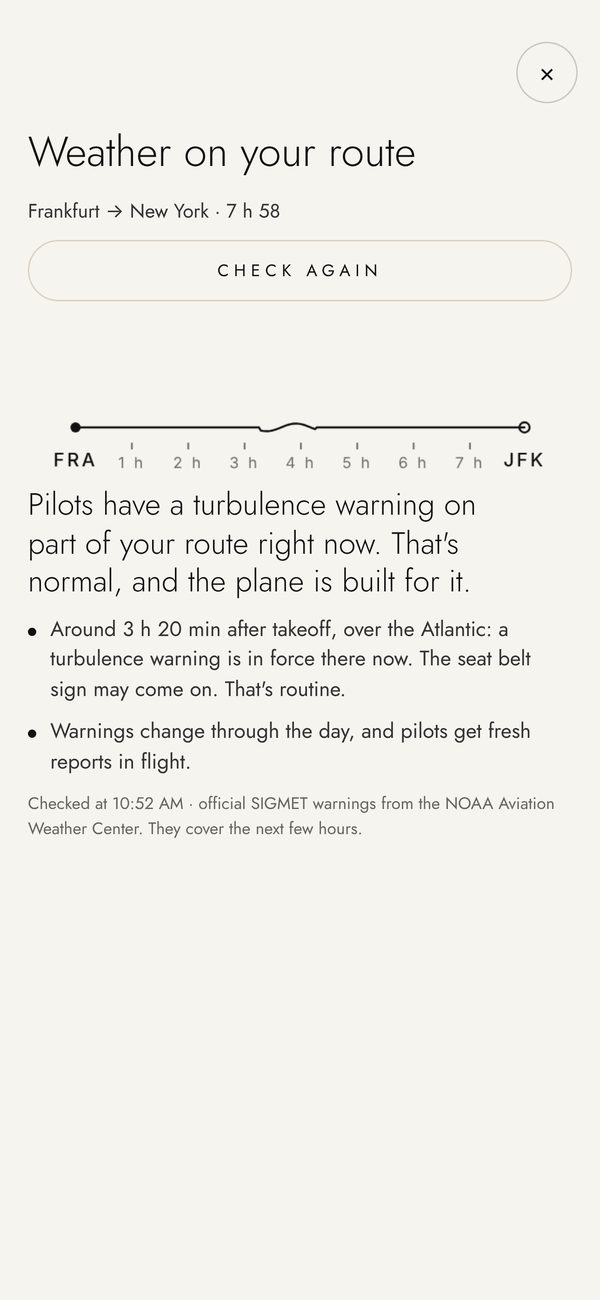 ×
Weather on your route
Frankfurt → New York · 7 h 58
CHECK AGAIN
FRA 1 h 2 h 3 h 4 h 5 h 6 h 7 h JFK
Pilots have a turbulence warning on
part of your route right now. That's
normal, and the plane is built for it.
• Around 3 h 20 min after takeoff, over the Atlantic: a
turbulence warning is in force there now. The seat belt
sign may come on. That's routine.
• Warnings change through the day, and pilots get fresh
reports in flight.
Checked at 10:52 AM · official SIGMET warnings from the NOAA Aviation
Weather Center. They cover the next few hours.